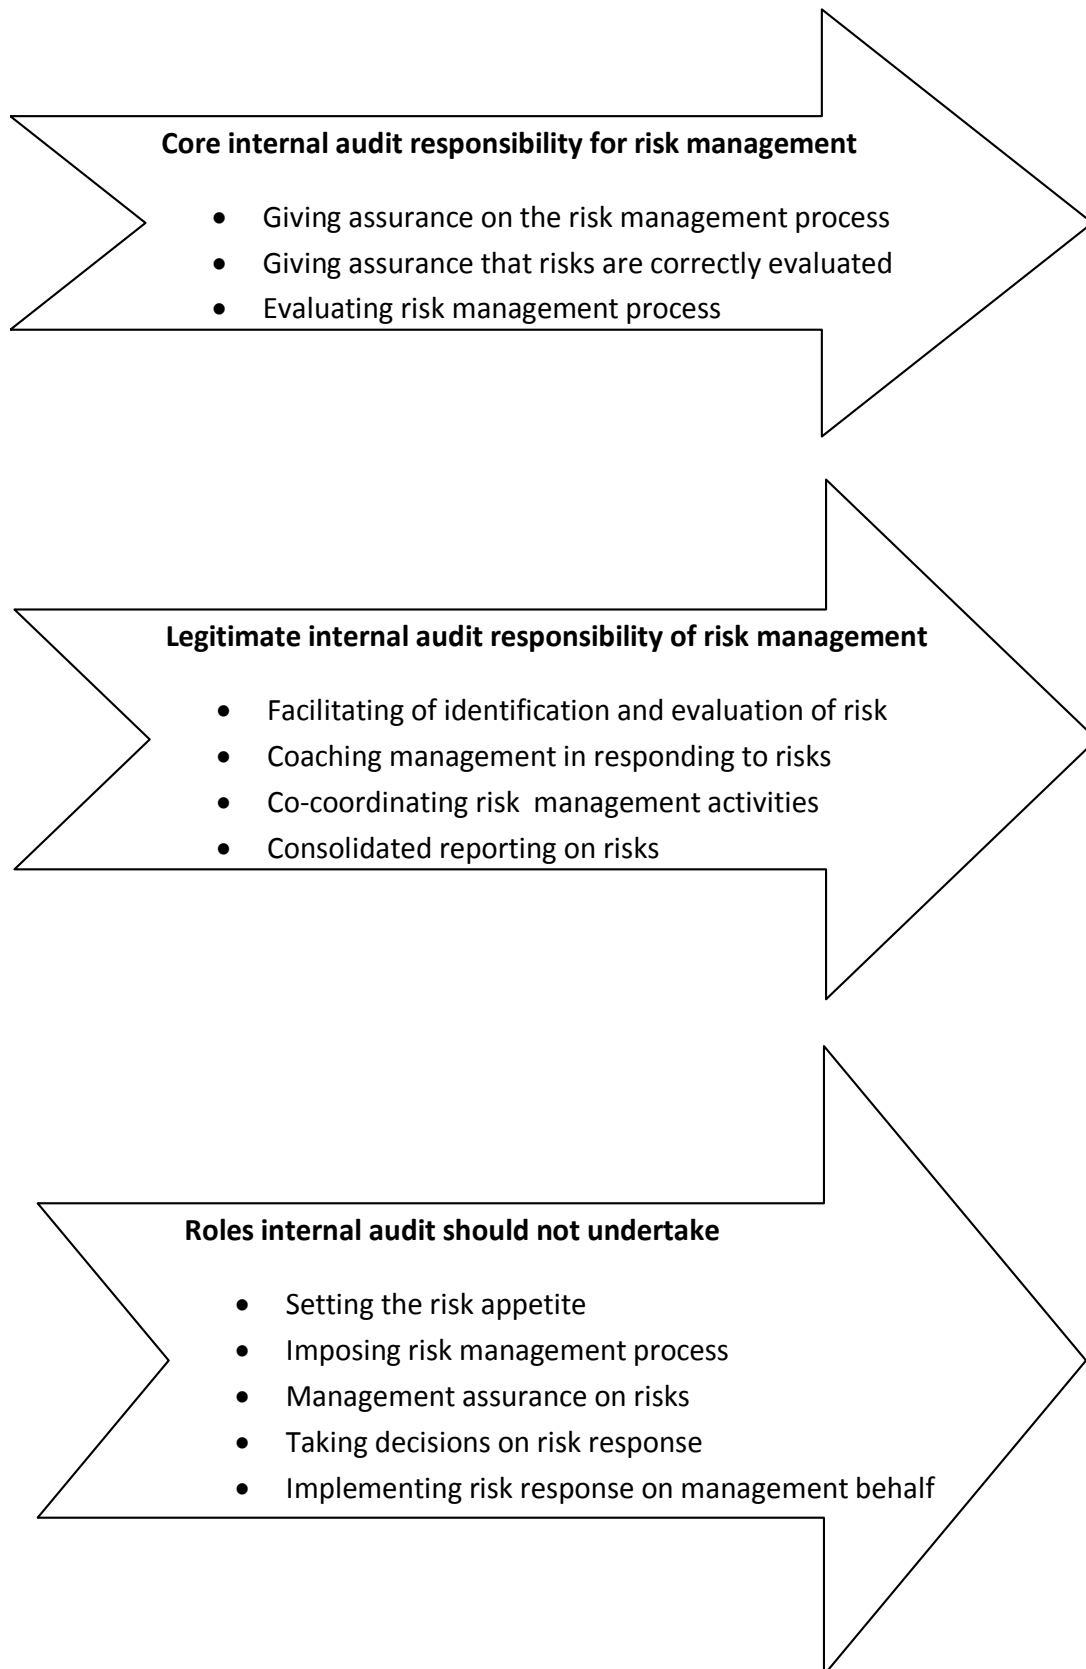 Core internal audit responsibility for risk management
• Giving assurance on the risk management process
• Giving assurance that risks are correctly evaluated
• Evaluating risk management process
Legitimate internal audit responsibility of risk management
• Facilitating of identification and evaluation of risk
• Coaching management in responding to risks
• Co-coordinating risk  management activities
• Consolidated reporting on risks
Roles internal audit should not undertake
• Setting the risk appetite
• Imposing risk management process
• Management assurance on risks
• Taking decisions on risk response
• Implementing risk response on management behalf